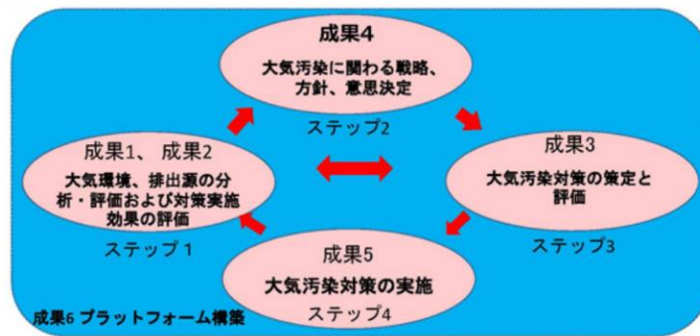 成果4
大気汚染に関わる戦略、
方針、意思決定
ステップ2
成果1、 成果2
大気環境、排出源の分
析・評価および対策実施
効果の評価
ステップ１
成果3
大気汚染対策の策定と
評価
ステップ3
成果5
大気汚染対策の実施
ステップ4
成果6 プラットフォーム構築